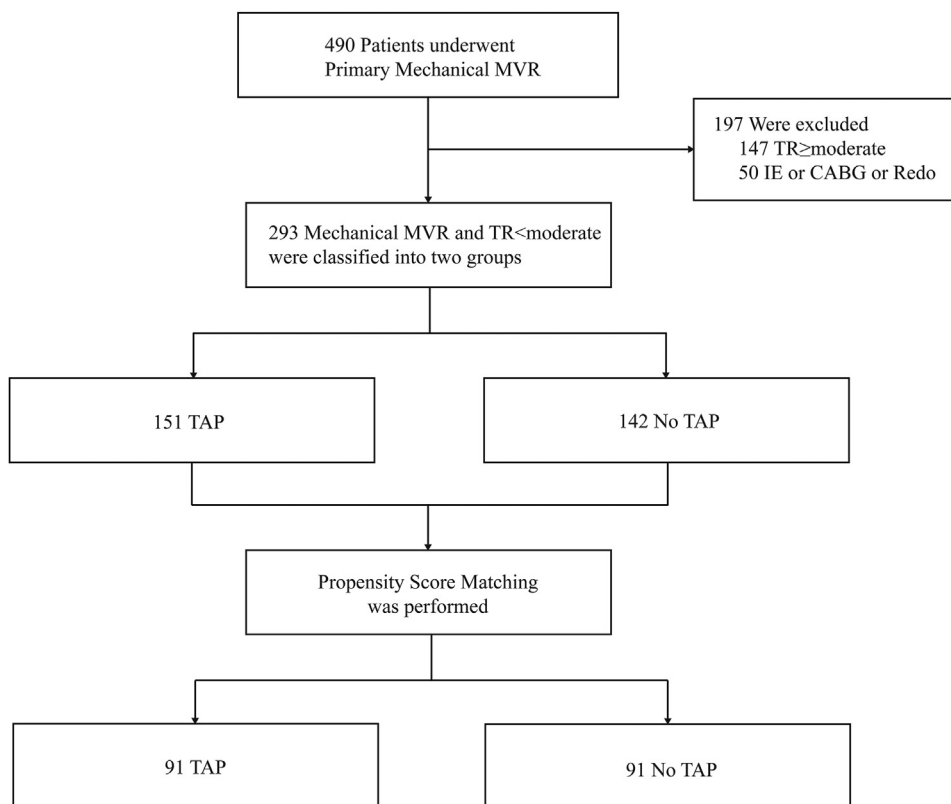 490 Patients underwent
Primary Mechanical MVR
197 Were excluded
147 TR≥moderate
50 IE or CABG or Redo
293 Mechanical MVR and TR<moderate
were classified into two groups
151 TAP
142 No TAP
Propensity Score Matching
was performed
91 TAP
91 No TAP